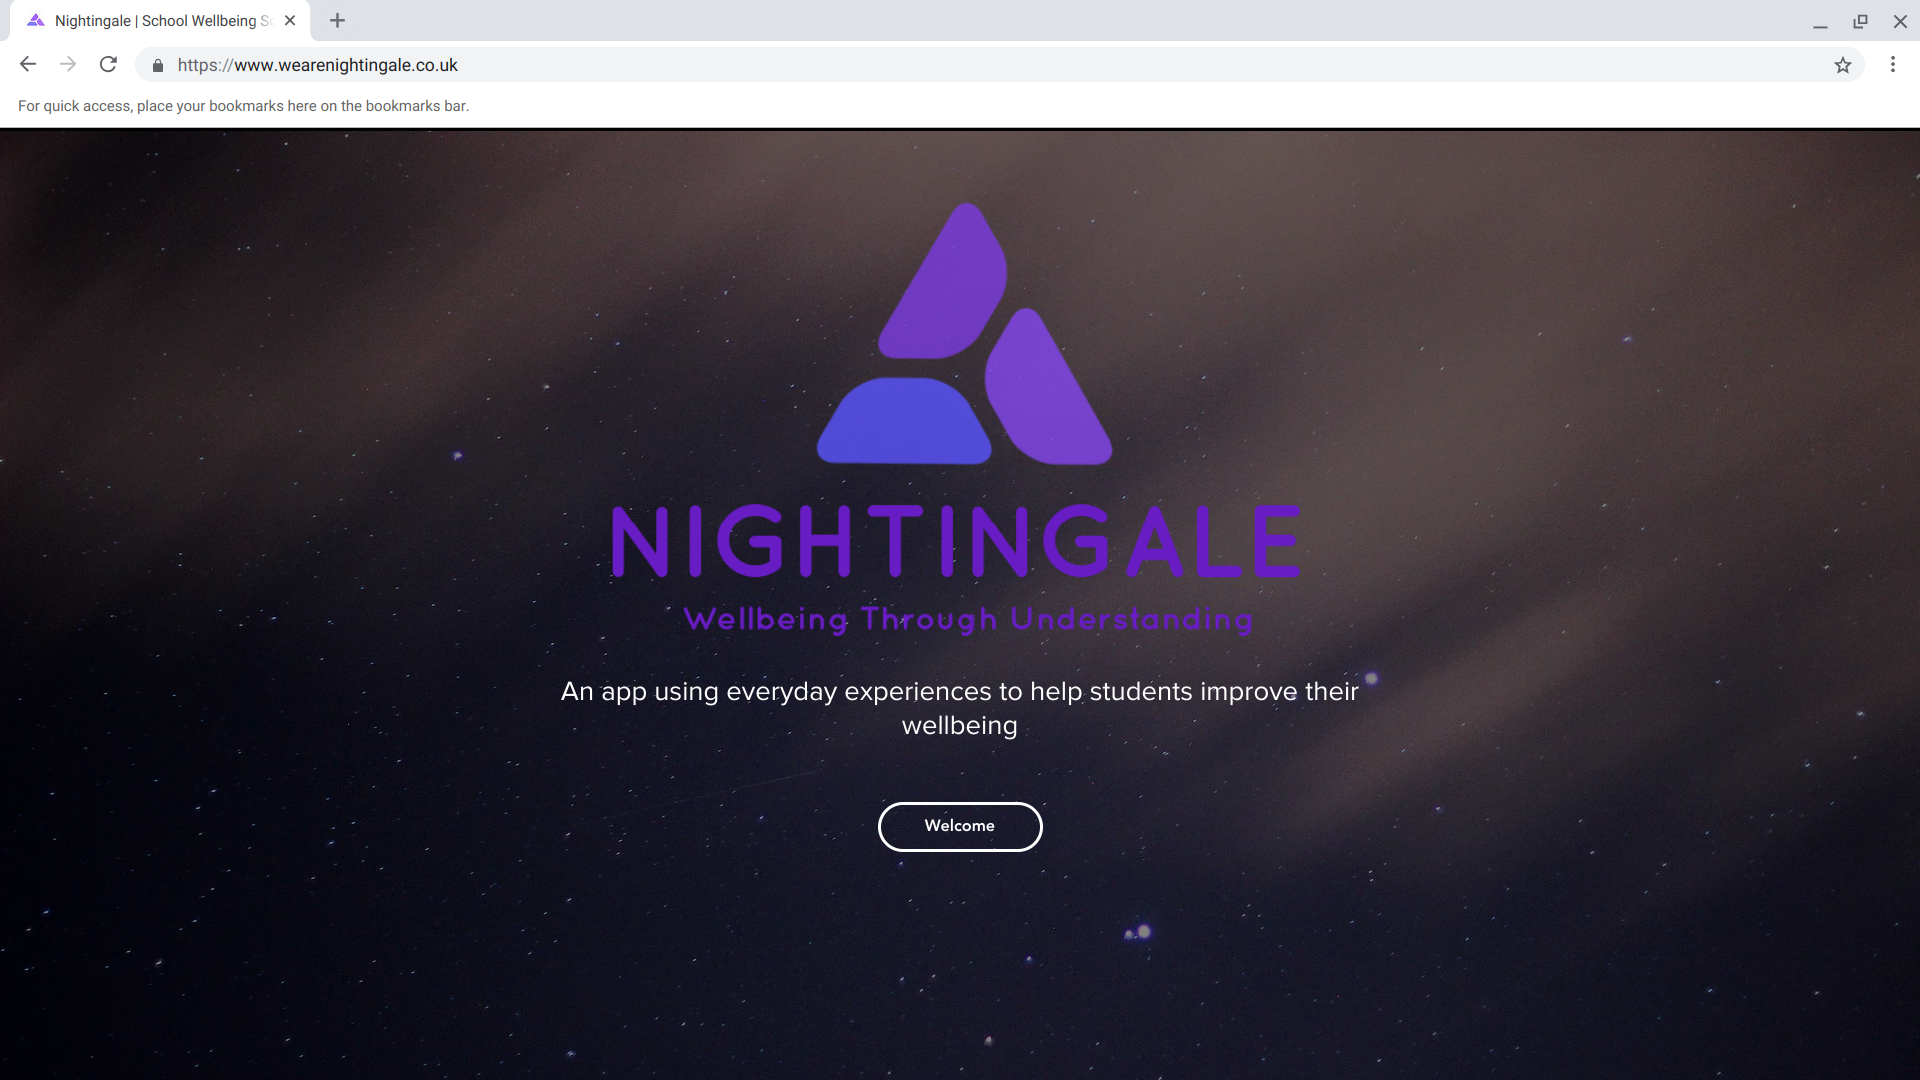 Nightingale | School Wellbeing
https://www.wearenightingale.co.uk
For quick access, place your bookmarks here on the bookmarks bar.
NIGHTINGALE
Wellbeing Through Understanding
An app using everyday experiences to help students improve their
wellbeing
Welcome